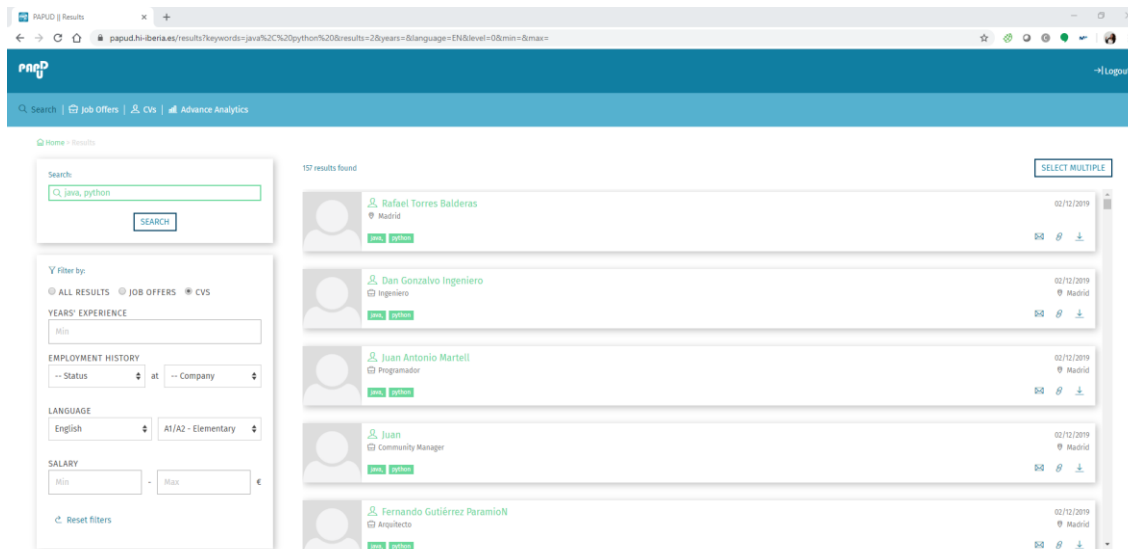 PAPUD || Results
papud.hi-iberia.es/results?keywords=java%2C%20python%20&results=2&years=&language=EN&level=0&min=&max=
PAPUD
Logou
Search | Job Offers | CVs | Advance Analytics
Home > Results
Search:
java, python
SEARCH
Filter by:
ALL RESULTS JOB OFFERS CVS
YEARS' EXPERIENCE
Min
EMPLOYMENT HISTORY
-- Status at -- Company
LANGUAGE
English A1/A2 - Elementary
SALARY
Min - Max €
Reset filters
157 results found
SELECT MULTIPLE
Rafael Torres Balderas 02/12/2019
Madrid
java, python
Dan Gonzalvo Ingeniero 02/12/2019
Ingeniero Madrid
java, python
Juan Antonio Martell 02/12/2019
Programador Madrid
java, python
Juan 02/12/2019
Community Manager Madrid
java, python
Fernando Gutiérrez ParamioN 02/12/2019
Arquitecto Madrid
java, python